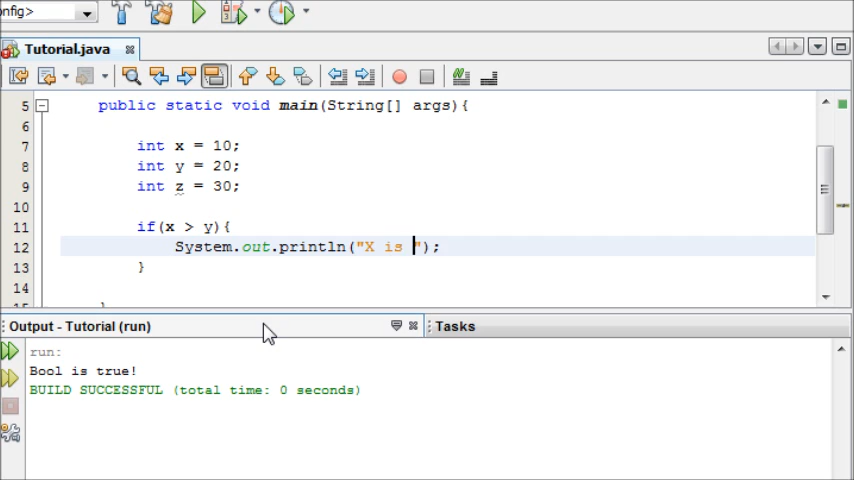 onfig>
Tutorial.java
5 public static void main(String[] args){
6
7 int x = 10;
8 int y = 20;
9 int z = 30;
10
11 if(x > y){
12 System.out.println("X is ");
13 }
14
Output - Tutorial (run)
Tasks
run:
Bool is true!
BUILD SUCCESSFUL (total time: 0 seconds)